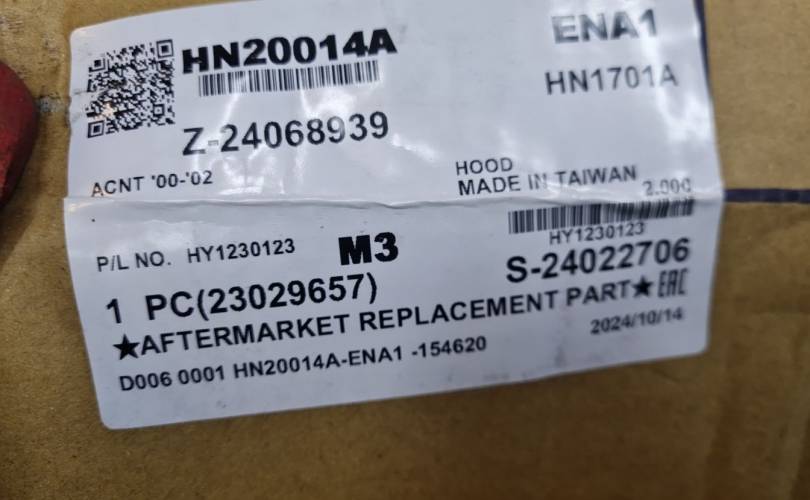 HN20014A
ENA1
HN1701A
Z-24068939
ACNT '00-'02
HOOD
MADE IN TAIWAN
2.000
P/L NO. HY1230123
M3
HY1230123
1 PC(23029657)
S-24022706
★AFTERMARKET REPLACEMENT PART★ EAC
2024/10/14
D006 0001 HN20014A-ENA1 -154620